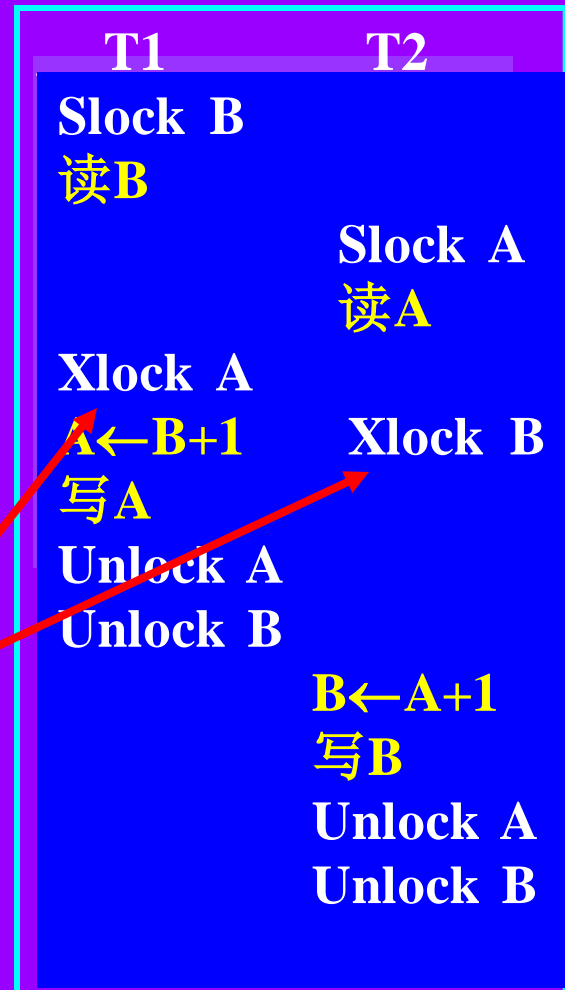 T1 T2
Slock B
读B
Slock A
读A
Xlock A
A←B+1 Xlock B
写A
Unlock A
Unlock B
B←A+1
写B
Unlock A
Unlock B